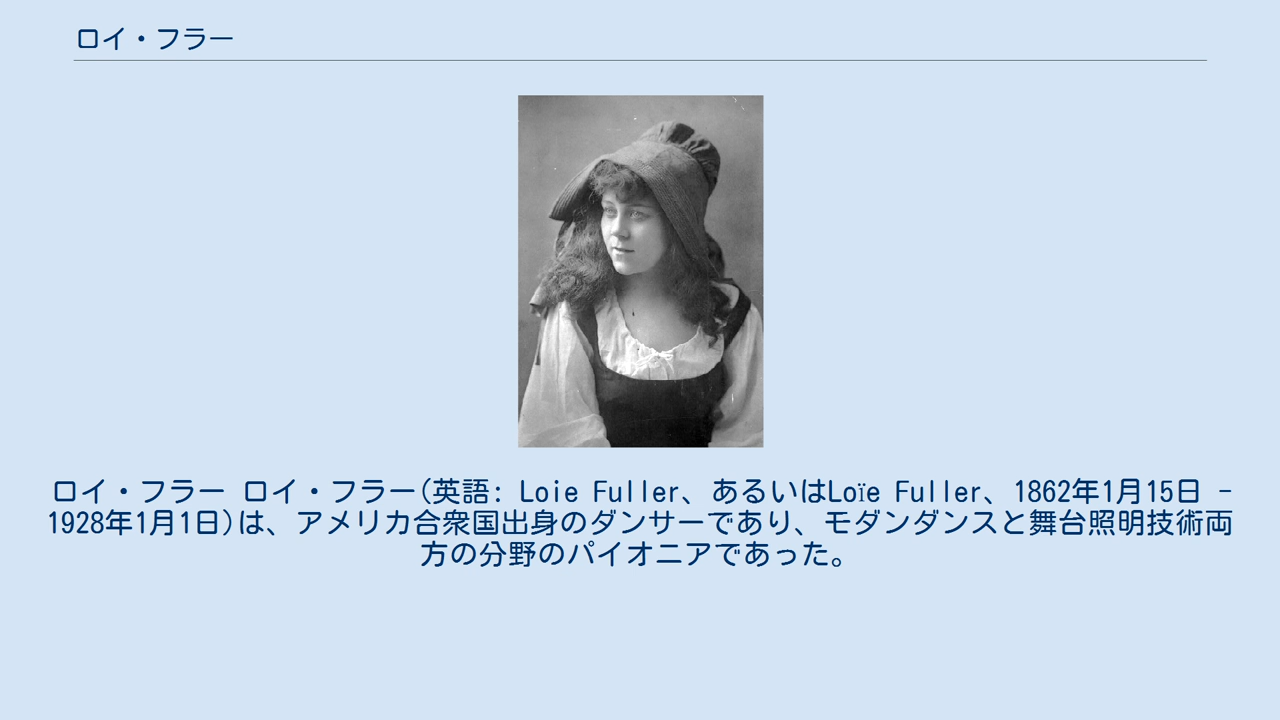 ロイ・フラー
ロイ・フラー ロイ・フラー(英語: Loie Fuller、あるいはLoïe Fuller、1862年1月15日 -
1928年1月1日)は、アメリカ合衆国出身のダンサーであり、モダンダンスと舞台照明技術両
方の分野のパイオニアであった。